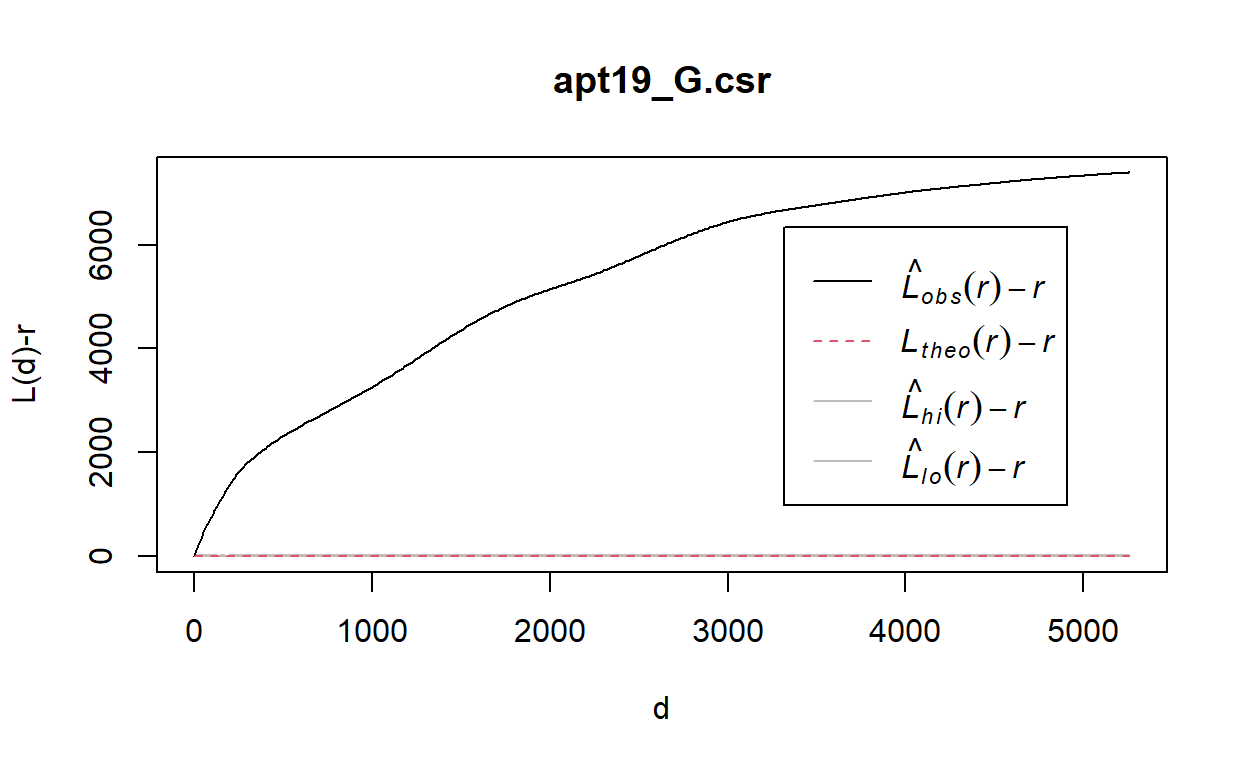 apt19_G.csr
L(d)-r
6000
4000
2000
0
L̂obs(r) − r
Ltheo(r) − r
L̂hi(r) − r
L̂lo(r) − r
0 1000 2000 3000 4000 5000
d